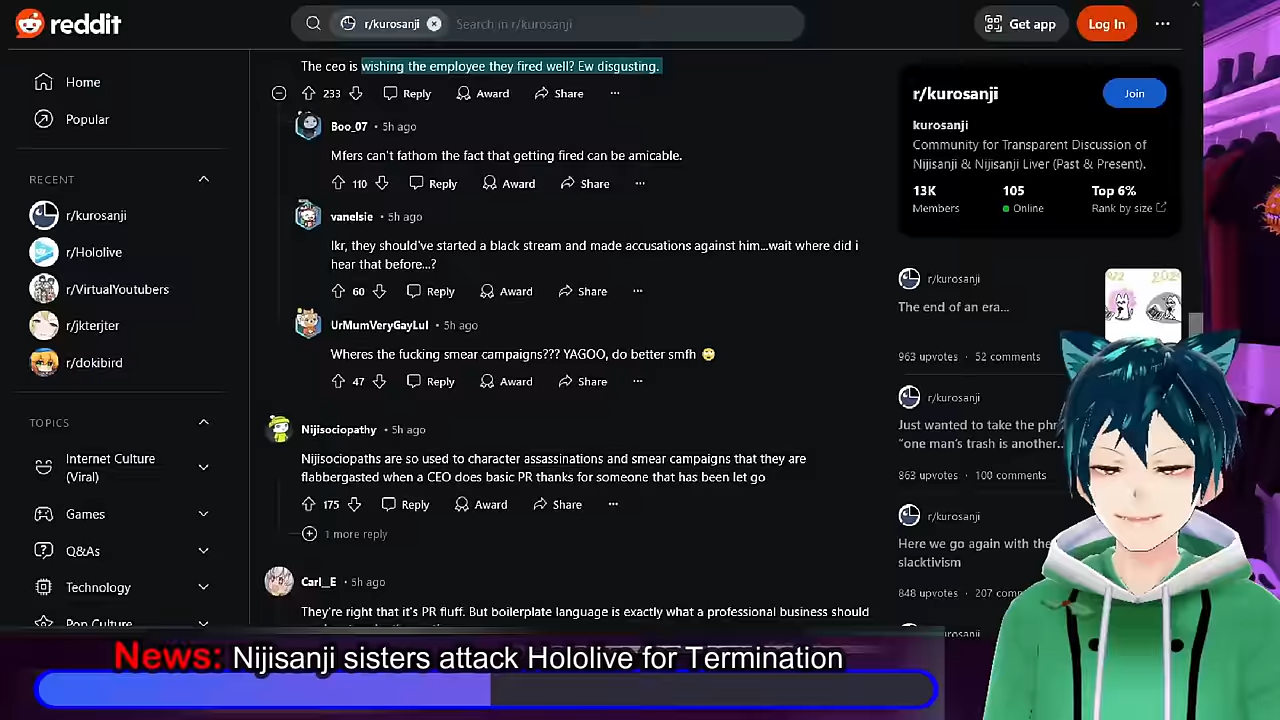 reddit
r/kurosanji
Search in r/kurosanji
Get app
Log In
Home
Popular
RECENT
r/kurosanji
r/Hololive
r/VirtualYoutubers
r/jkterjter
r/dokibird
TOPICS
Internet Culture
(Viral)
Games
Q&As
Technology
Pop Culture
The ceo is wishing the employee they fired well? Ew disgusting.
233 Reply Award Share
Boo_07 • 5h ago
Mfers can't fathom the fact that getting fired can be amicable.
110 Reply Award Share
vanelsie • 5h ago
Ikr, they should've started a black stream and made accusations against him...wait where did i
hear that before...?
60 Reply Award Share
UrMumVeryGayLul • 5h ago
Wheres the fucking smear campaigns??? YAGOO, do better smfh 🙄
47 Reply Award Share
Nijisociopathy • 5h ago
Nijisociopaths are so used to character assassinations and smear campaigns that they are
flabbergasted when a CEO does basic PR thanks for someone that has been let go
175 Reply Award Share
1 more reply
Carl_E • 5h ago
They're right that it's PR fluff. But boilerplate language is exactly what a professional business should
r/kurosanji
Join
kurosanji
Community for Transparent Discussion of
Nijisanji & Nijisanji Liver (Past & Present).
13K 105 Top 6%
Members Online Rank by size
r/kurosanji
The end of an era...
963 upvotes · 52 comments
r/kurosanji
Just wanted to take the
"one man's trash is another...
863 upvotes · 100 comments
r/kurosanji
Here we go again with the
slacktivism
848 upvotes · 207
News: Nijisanji sisters attack Hololive for Termination